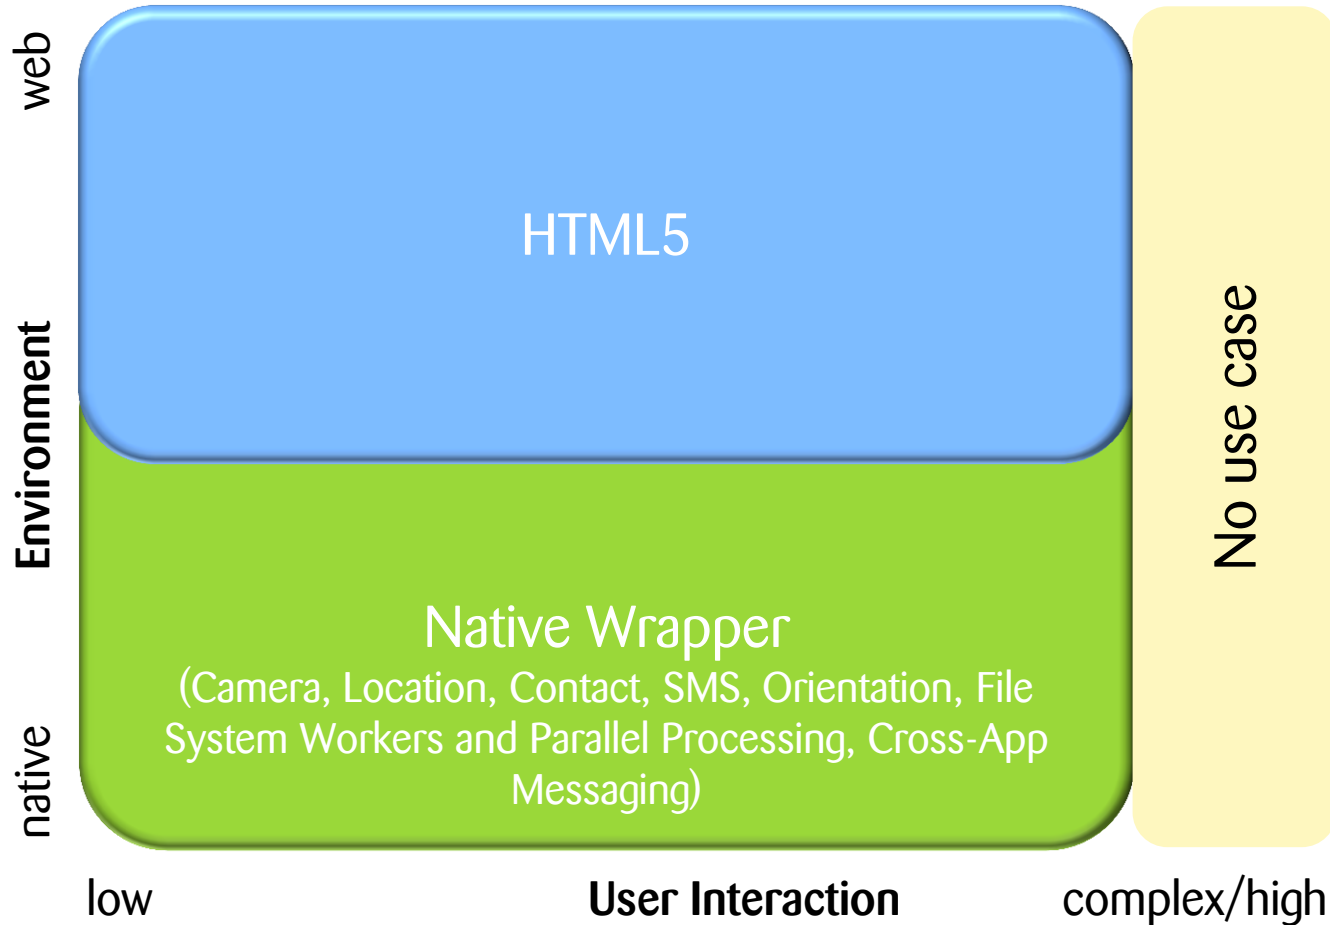 web
HTML5
Environment
No use case
Native Wrapper
(Camera, Location, Contact, SMS, Orientation, File
System Workers and Parallel Processing, Cross-App
Messaging)
native
low
User Interaction
complex/high